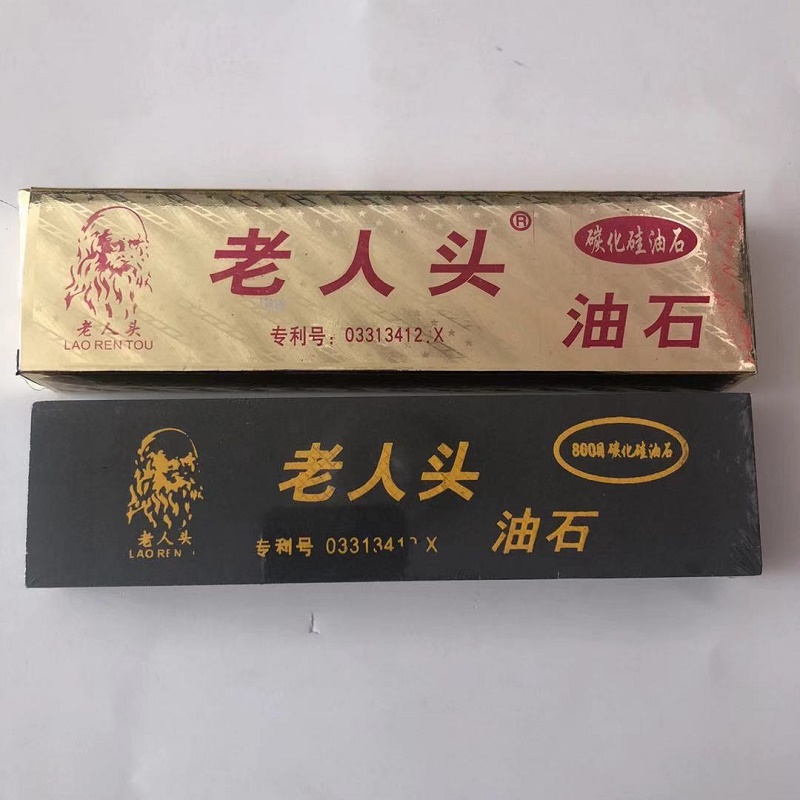 老人头®
碳化硅油石
老人头
LAO REN TOU
专利号：03313412.X
油石
老人头
800目碳化硅油石
老人头
LAO REN
专利号 0331341 X
油石